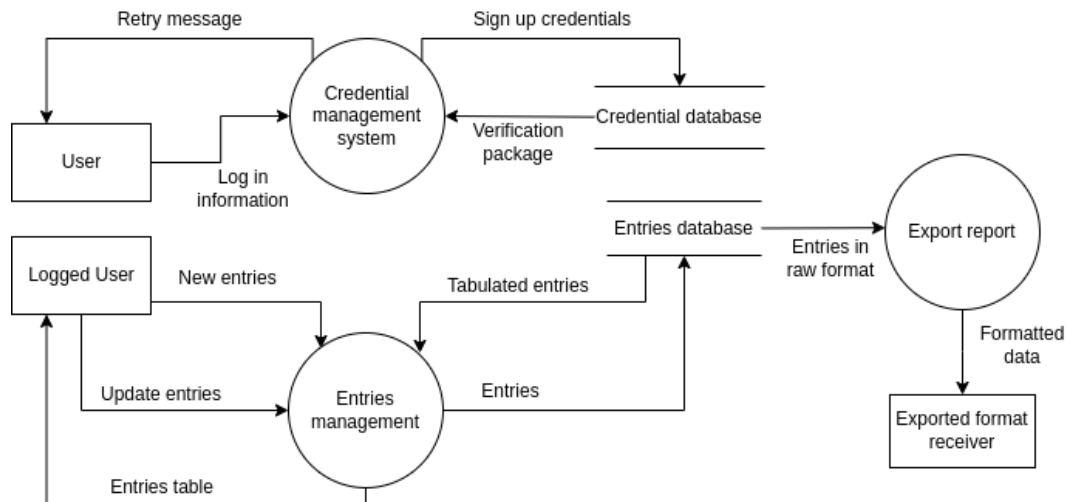 Retry message
Sign up credentials
Credential
management
system
Credential database
Verification
package
User
Log in
information
Entries database
Export report
Entries in
raw format
Logged User
New entries
Tabulated entries
Formatted
data
Update entries
Entries
management
Entries
Exported format
receiver
Entries table